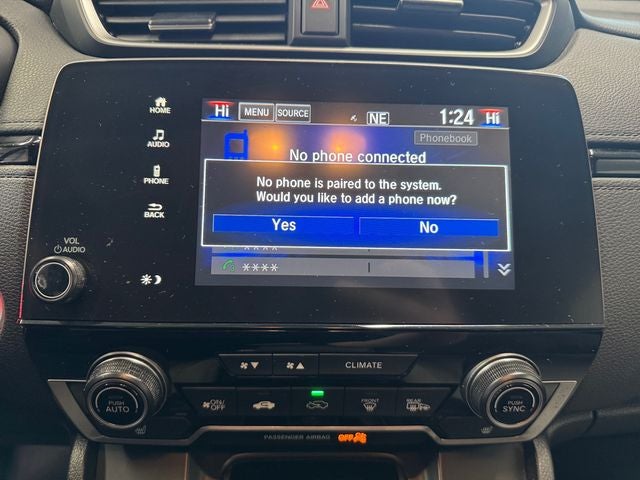 HOME
AUDIO
PHONE
BACK
VOL
AUDIO
Hi MENU SOURCE NE 1:24 Hi
Phonebook
No phone connected
No phone is paired to the system.
Would you like to add a phone now?
Yes No
****
****
CLIMATE
PUSH
AUTO
ON/
OFF
FRONT
REAR
PUSH
SYNC
PASSENGER AIRBAG OFF